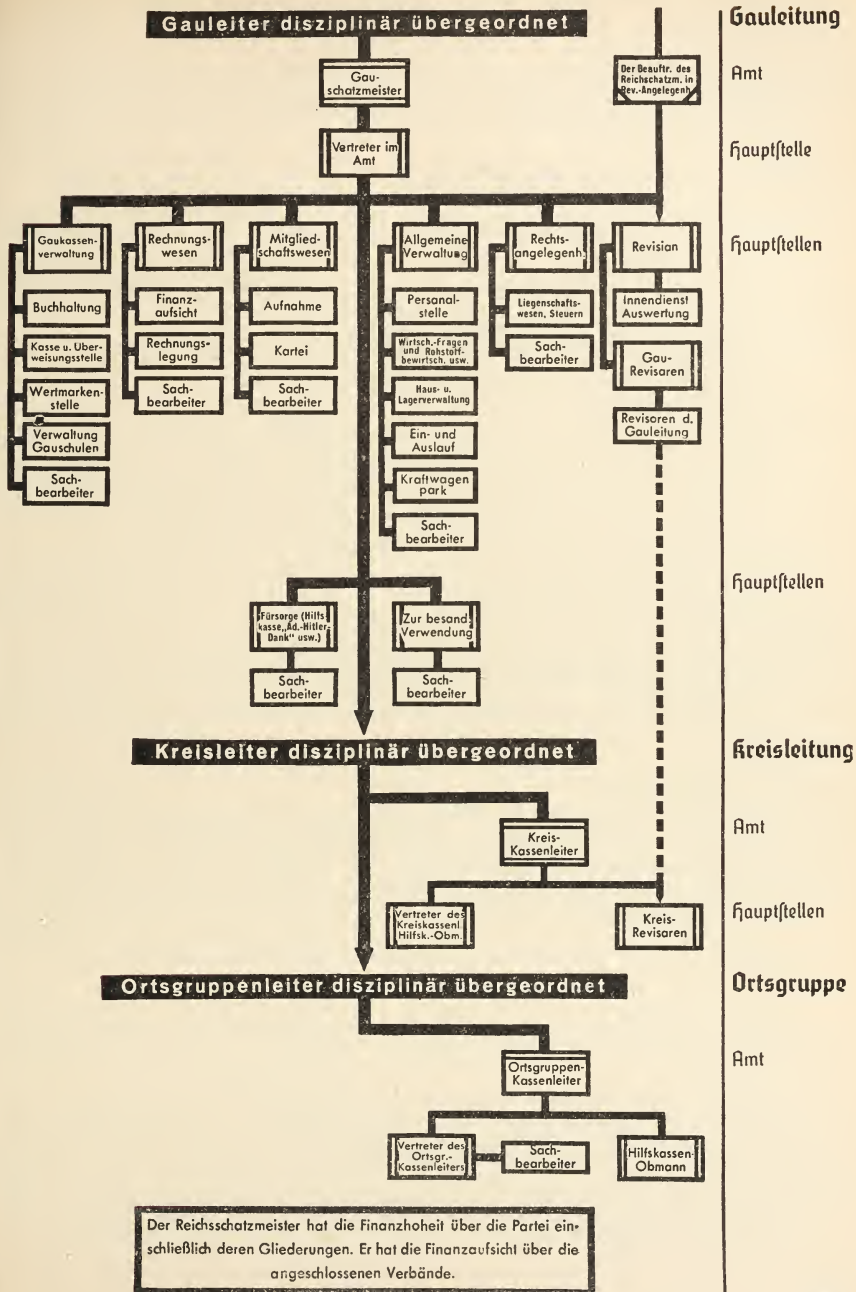 Gauleiter disziplinär übergeordnet
Gauleitung
Gau-
schatzmeister
Der Beauftr. des
Reichschatzm. in
Rev.-Angelegenh.
Amt
Vertreter im
Amt
Hauptstelle
Gaukassen-
verwaltung
Buchhaltung
Kasse u. Über-
weisungsstelle
Wertmarken-
stelle
Verwaltung
Gauschulen
Sach-
bearbeiter
Rechnungs-
wesen
Finanz-
aufsicht
Rechnungs-
legung
Sach-
bearbeiter
Mitglied-
schaftswesen
Aufnahme
Kartei
Sach-
bearbeiter
Allgemeine
Verwaltung
Personal-
stelle
Wirtsch.-Fragen
und Rohstoff-
bewirtsch. usw.
Haus- u.
Lagerverwaltung
Ein- und
Auslauf
Kraftwagen
park
Sach-
bearbeiter
Rechts-
angelegenh.
Liegenschafts-
wesen, Steuern
Sach-
bearbeiter
Revisian
Innendienst
Auswertung
Gau-
Revisaren
Revisoren d.
Gauleitung
Hauptstellen
Fürsorge (Hilfs-
kasse„Ad.-Hitler-
Dank" usw.)
Sach-
bearbeiter
Zur besand.
Verwendung
Sach-
bearbeiter
Hauptstellen
Kreisleiter disziplinär übergeordnet
Kreisleitung
Kreis-
Kassenleiter
Amt
Vertreter des
Kreiskassenl.
Hilfsk.-Obm.
Kreis-
Revisaren
Hauptstellen
Ortsgruppenleiter disziplinär übergeordnet
Ortsgruppe
Ortsgruppen-
Kassenleiter
Amt
Vertreter des
Ortsgr.-
Kassenleiters
Sach-
bearbeiter
Hilfskassen-
Obmann
Der Reichsschatzmeister hat die Finanzhoheit über die Partei ein-
schließlich deren Gliederungen. Er hat die Finanzaufsicht über die
angeschlossenen Verbände.